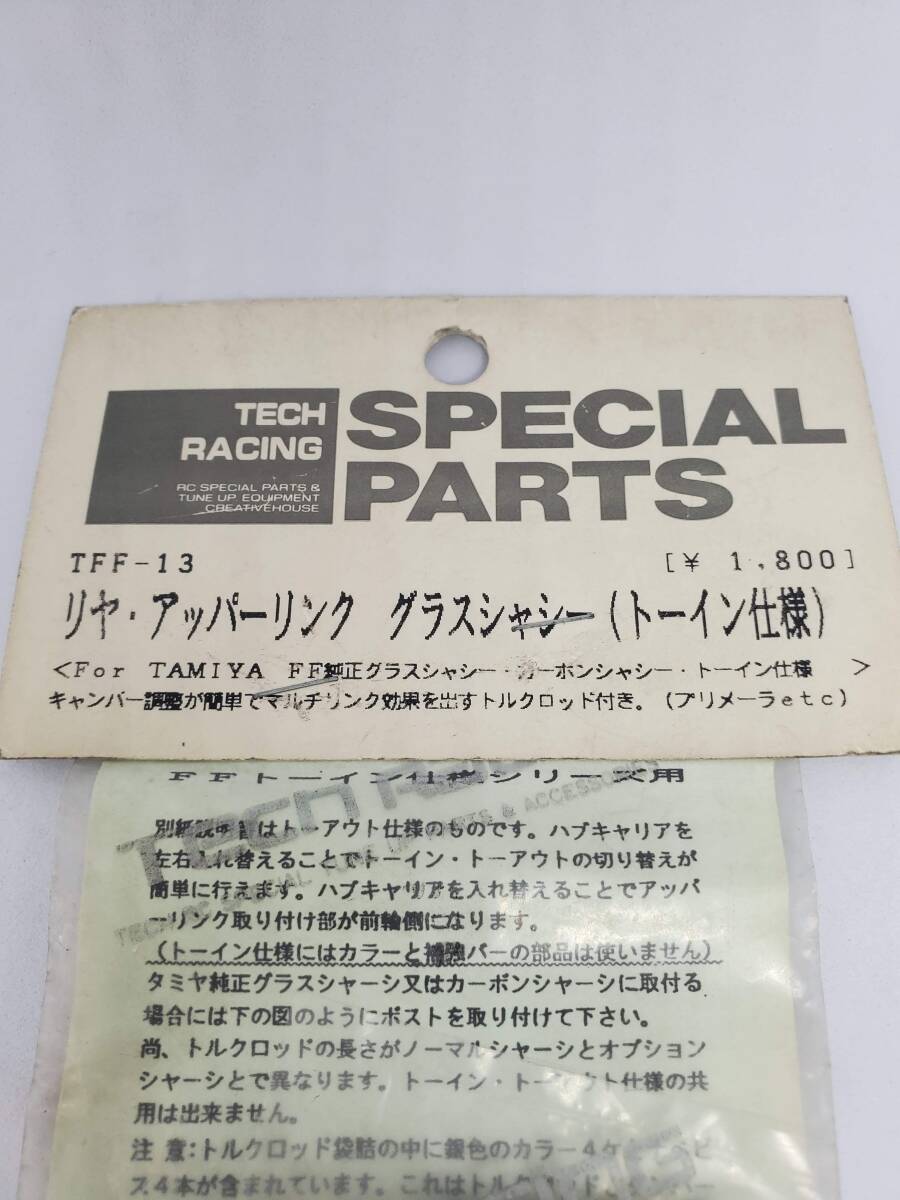 TECH
RACING
RC SPECIAL PARTS &
TUNE UP EQUIPMENT
CREATIVEHOUSE
SPECIAL
PARTS
TFF-13 [¥ 1,800]
リヤ・アッパーリンク グラスシャシー(トーイン仕様)
<For TAMIYA FF純正グラスシャシー・カーボンシャシー・トーイン仕様 >
キャンバー調整が簡単でマルチリンク効果を出すトルクロッド付き。(プリメーラetc)
FFトーイン仕様シリーズ用
別紙説明書はトーアウト仕様のものです。ハブキャリアを
左右入れ替えることでトーイン・トーアウトの切り替えが
簡単に行えます。ハブキャリアを入れ替えることでアッパ
ーリンク取り付け部が前輪側になります。
(トーイン仕様にはカラーと補強バーの部品は使いません)
タミヤ純正グラスシャーシ又はカーボンシャーシに取付る
場合には下の図のようにポストを取り付けて下さい。
尚、トルクロッドの長さがノーマルシャーシとオプション
シャーシとで異なります。トーイン・トーアウト仕様の共
用は出来ません。
注意:トルクロッド袋詰の中に銀色のカラー4ケ
ス4本が含まれています。これはトルク
TECH
& ACCESSORIES